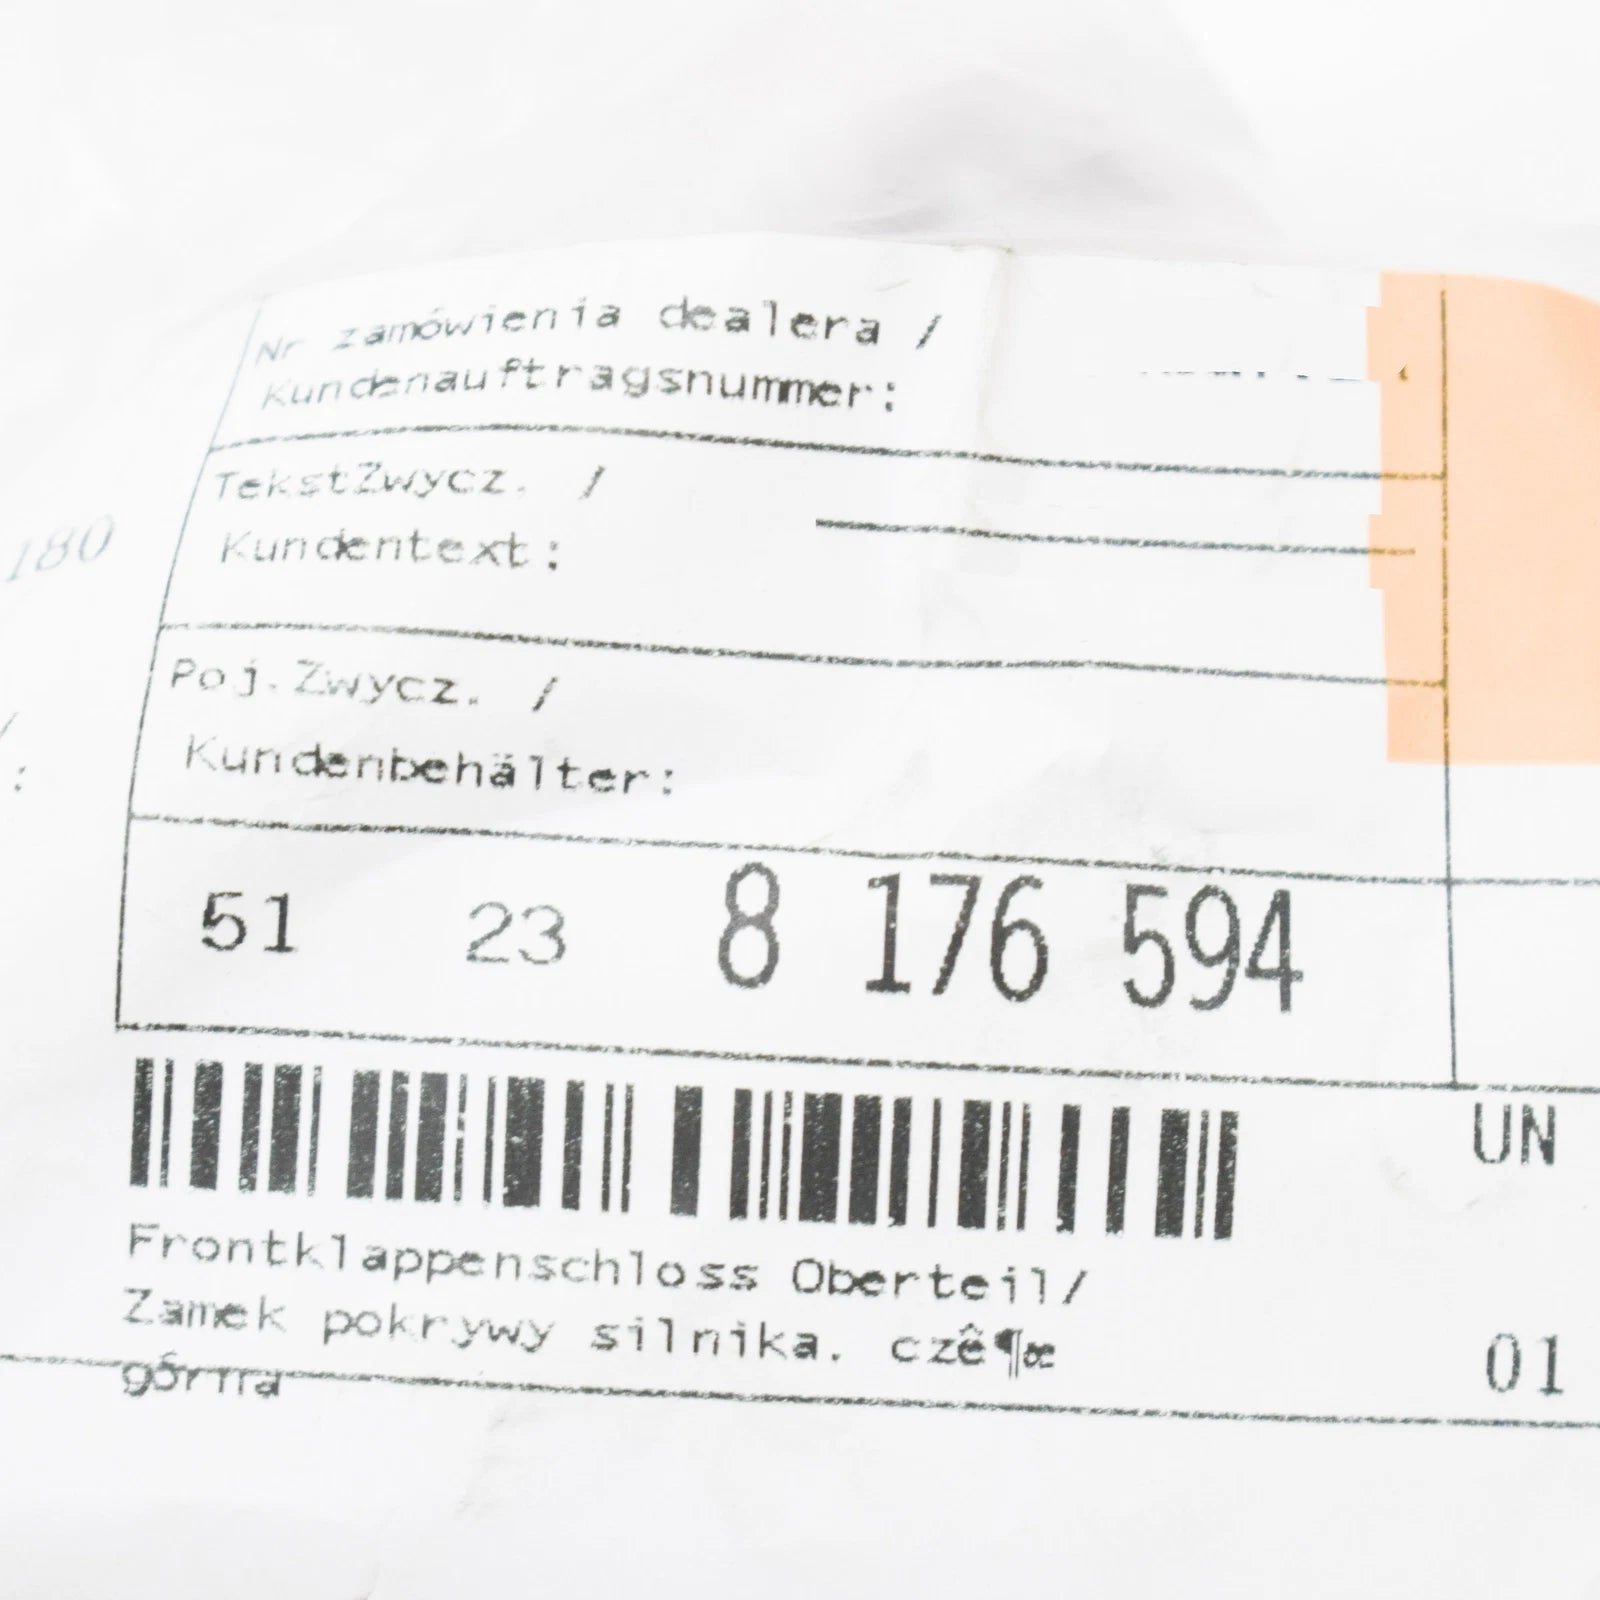 Nr zamówienia dealera /
Kundenauftragsnummer:
TekstZwycz. /
Kundentext:
180
Poj.Zwycz. /
Kundenbehälter:
51 23 8 176 594
UN
Frontklappenschloss Oberteil/
Zamek pokrywy silnika. czê¶æ
górna
01